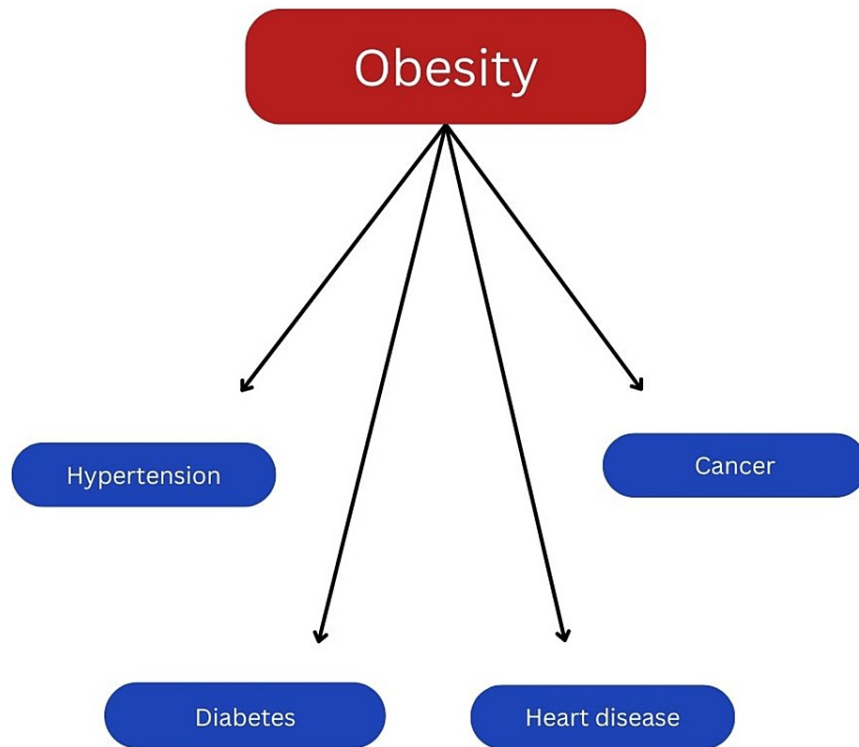 Obesity
Hypertension
Cancer
Diabetes
Heart disease